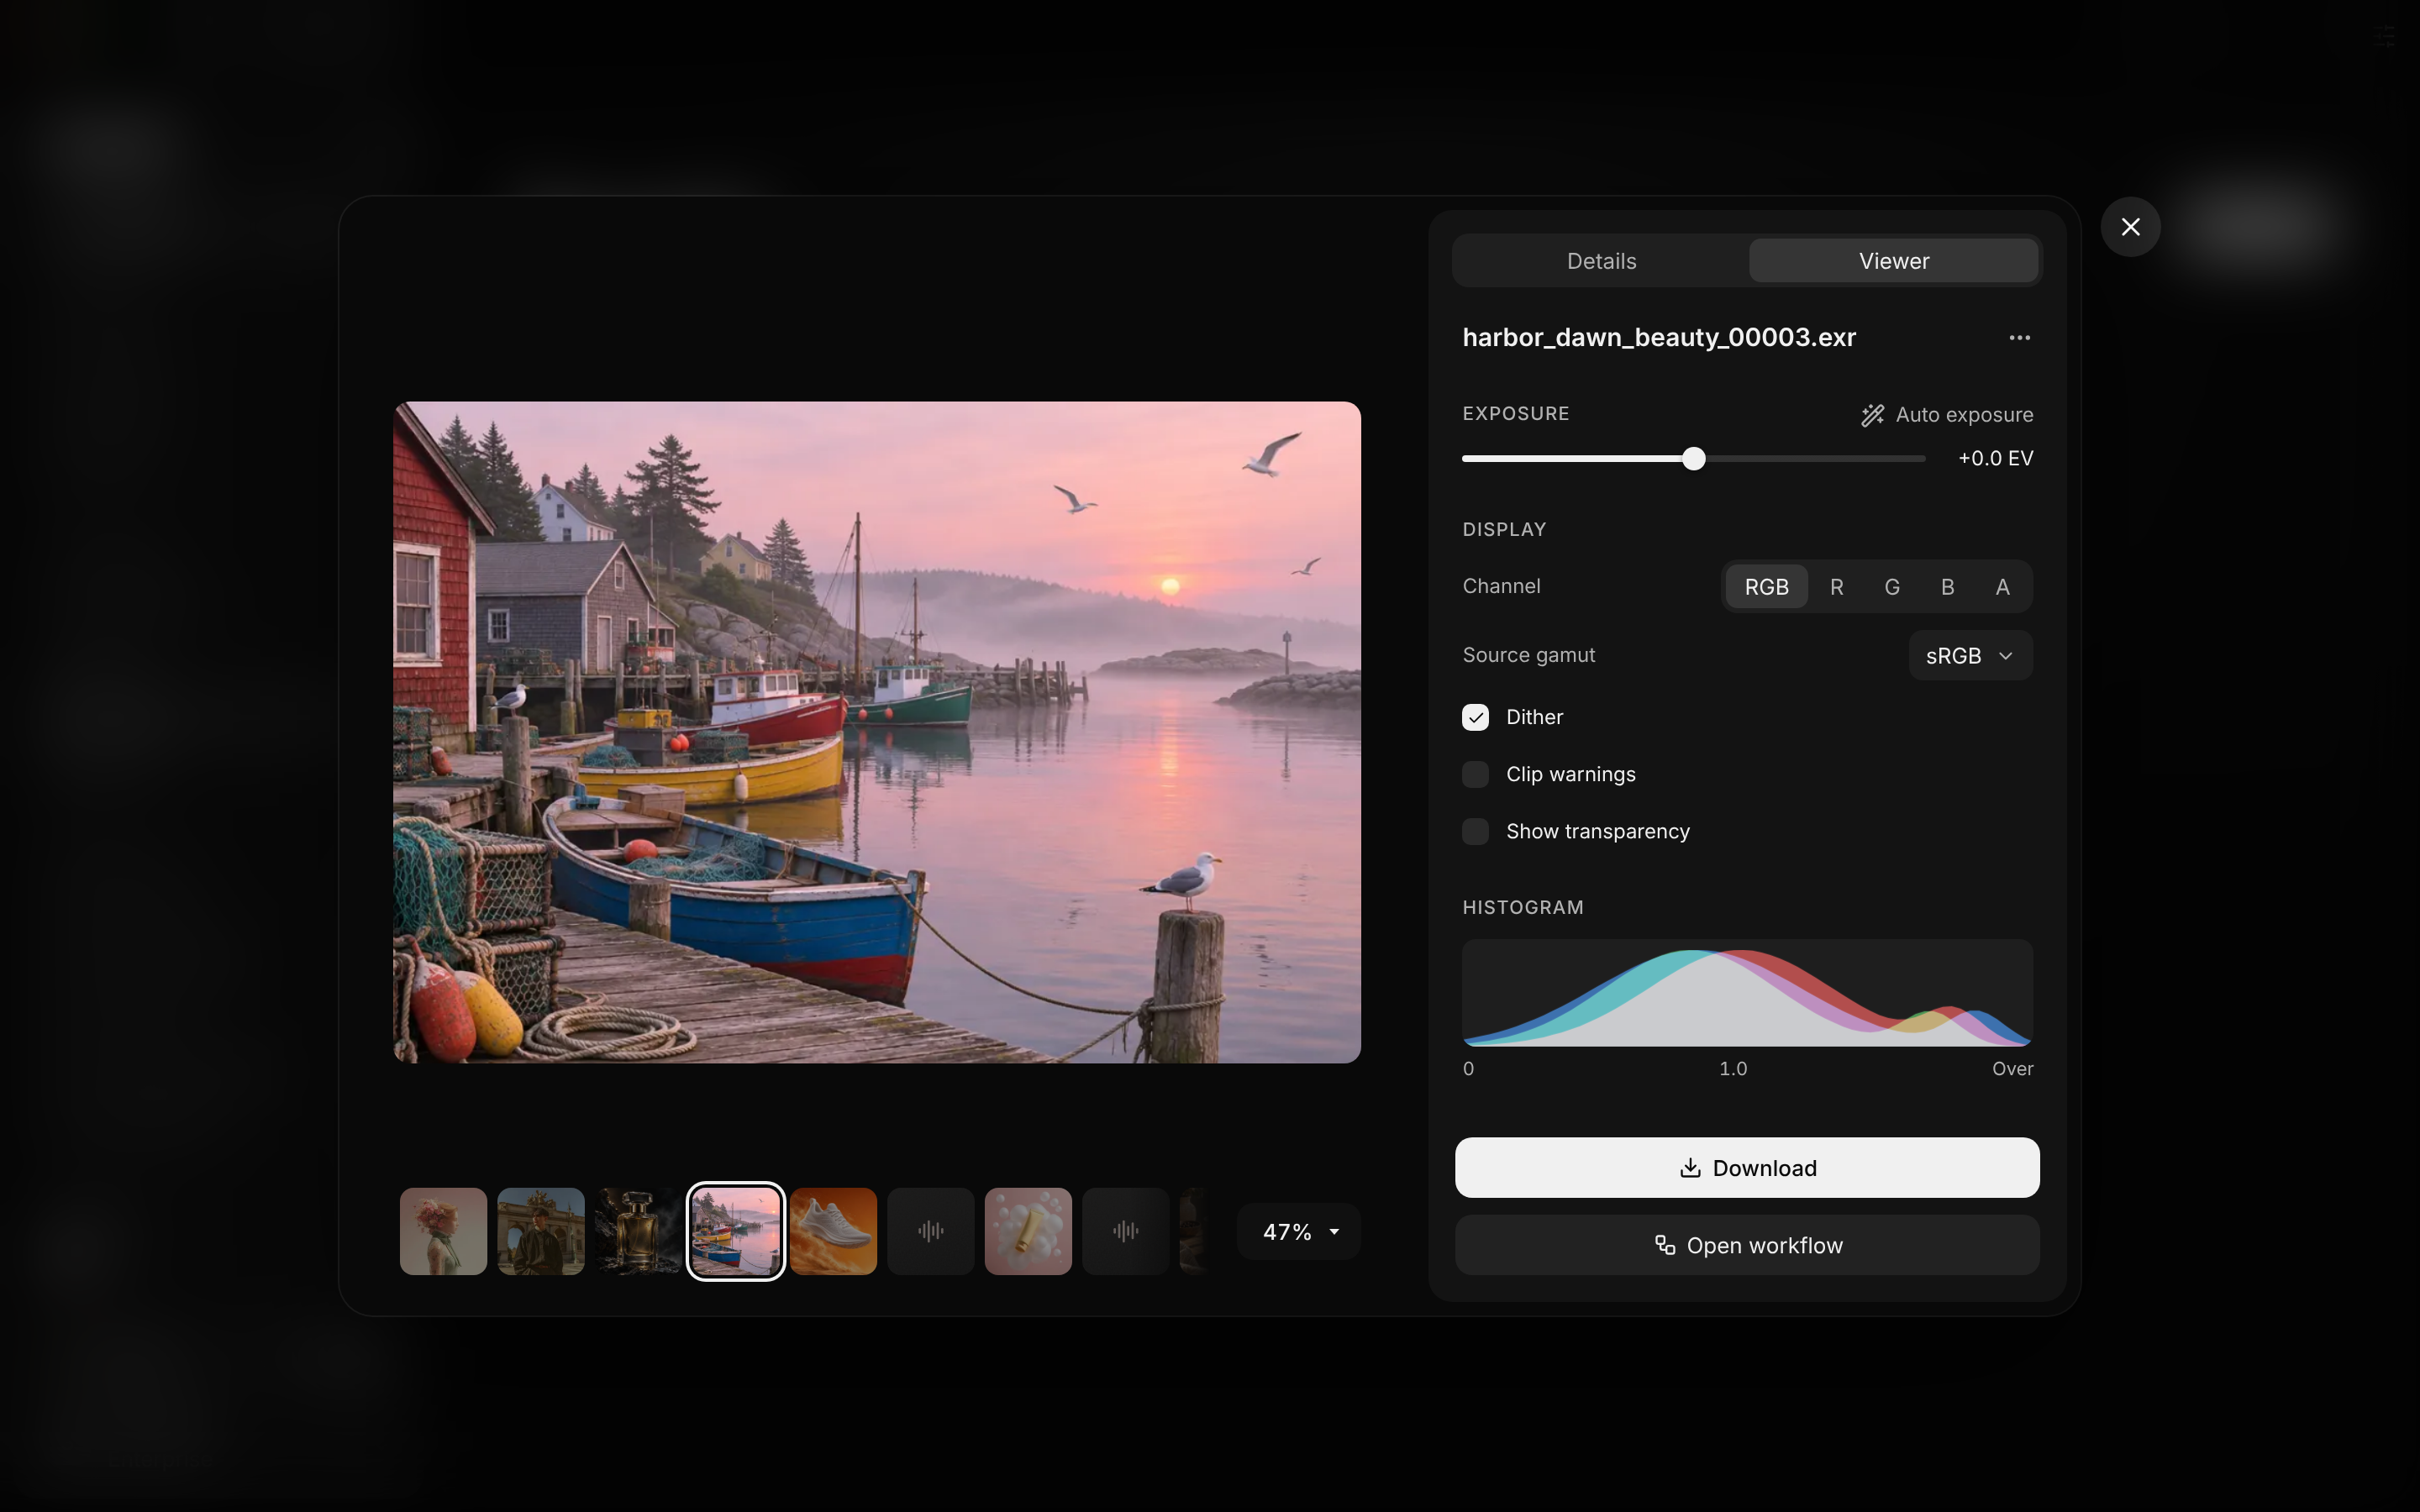 Details
Viewer
harbor_dawn_beauty_00003.exr
EXPOSURE
Auto exposure
+0.0 EV
DISPLAY
Channel
RGB R G B A
Source gamut
sRGB
Dither
Clip warnings
Show transparency
HISTOGRAM
0 1.0 Over
Download
47%
Open workflow